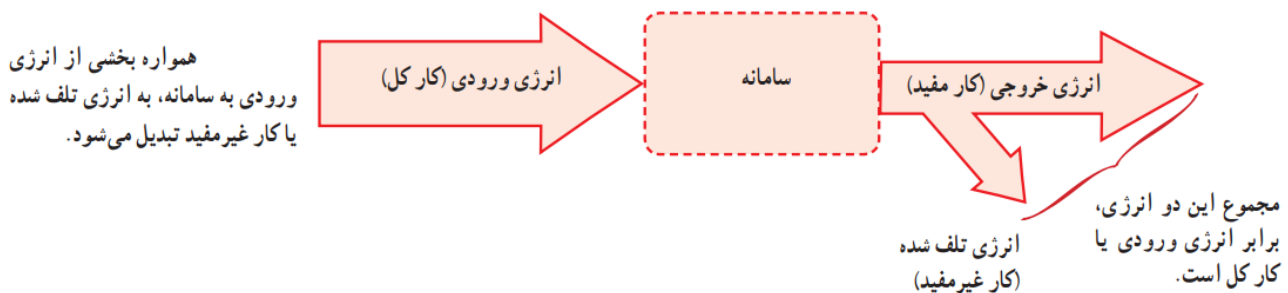 همواره بخشی از انرژی
ورودی به سامانه، به انرژی تلف شده
یا کار غیرمفید تبدیل می‌شود.
انرژی ورودی (کار کل)
سامانه
انرژی خروجی (کار مفید)
انرژی تلف شده
(کار غیرمفید)
مجموع این دو انرژی،
برابر انرژی ورودی یا
کار کل است.